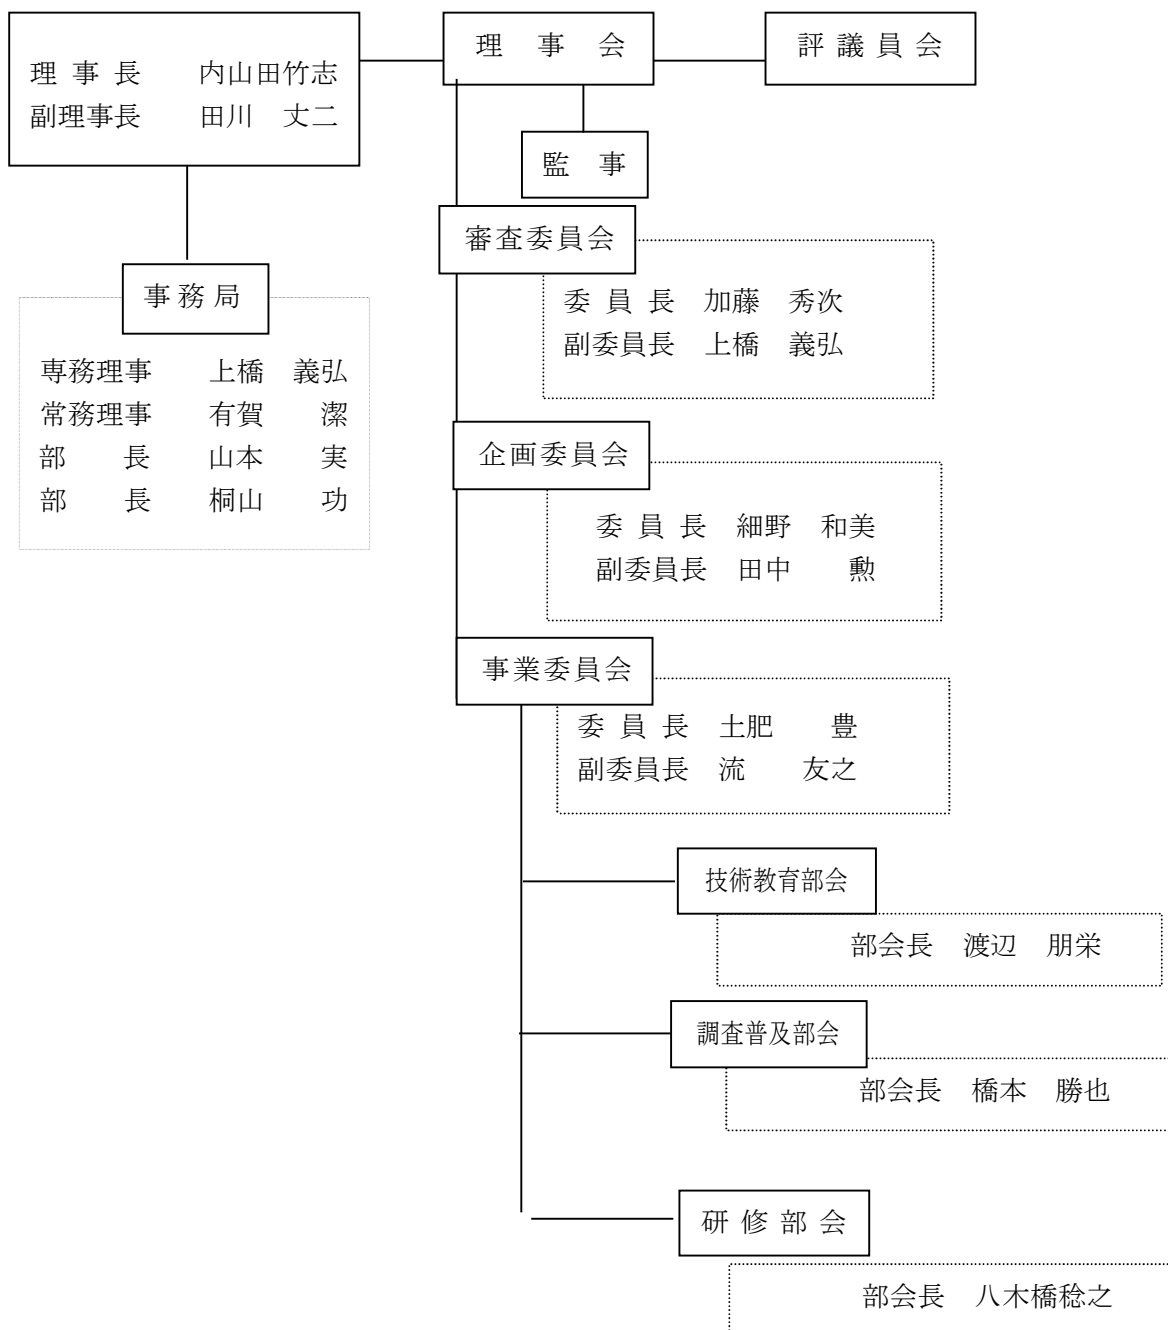 理事会
評議員会
理事長　内山田竹志
副理事長　田川　丈二
監事
審査委員会
委員長　加藤　秀次
副委員長　上橋　義弘
事務局
専務理事　上橋　義弘
常務理事　有賀　潔
部長　山本　実
部長　桐山　功
企画委員会
委員長　細野　和美
副委員長　田中　勲
事業委員会
委員長　土肥　豊
副委員長　流　友之
技術教育部会
部会長　渡辺　朋栄
調査普及部会
部会長　橋本　勝也
研修部会
部会長　八木橋稔之